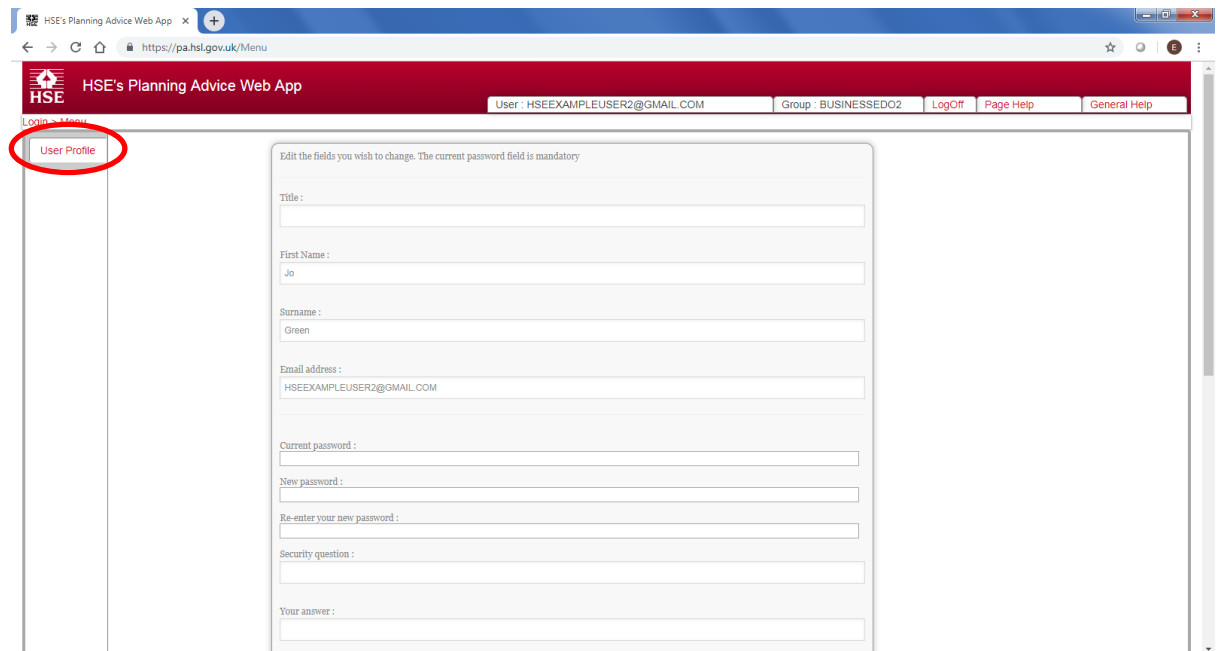 HSE's Planning Advice Web App
https://pa.hsl.gov.uk/Menu
E
HSE
HSE's Planning Advice Web App
User : HSEEXAMPLEUSER2@GMAIL.COM
Group : BUSINESSEDO2
LogOff
Page Help
General Help
Login > Menu
User Profile
Edit the fields you wish to change. The current password field is mandatory
Title :
First Name :
Jo
Surname :
Green
Email address :
HSEEXAMPLEUSER2@GMAIL.COM
Current password :
New password :
Re-enter your new password :
Security question :
Your answer :